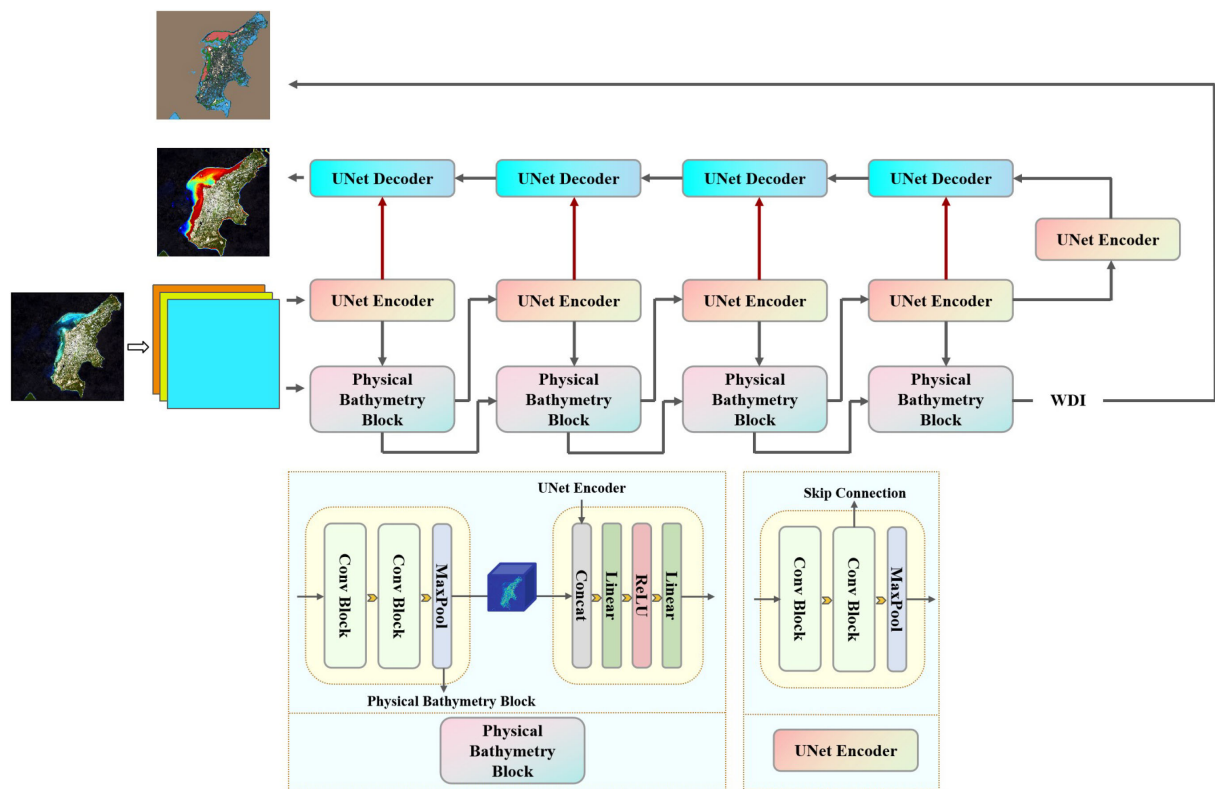 UNet Decoder
UNet Decoder
UNet Decoder
UNet Decoder
UNet Encoder
UNet Encoder
UNet Encoder
UNet Encoder
UNet Encoder
Physical
Bathymetry
Block
Physical
Bathymetry
Block
Physical
Bathymetry
Block
Physical
Bathymetry
Block
WDI
UNet Encoder
Conv Block
Conv Block
MaxPool
Concat
Linear
ReLU
Linear
Physical Bathymetry Block
Physical
Bathymetry
Block
Skip Connection
Conv Block
Conv Block
MaxPool
UNet Encoder